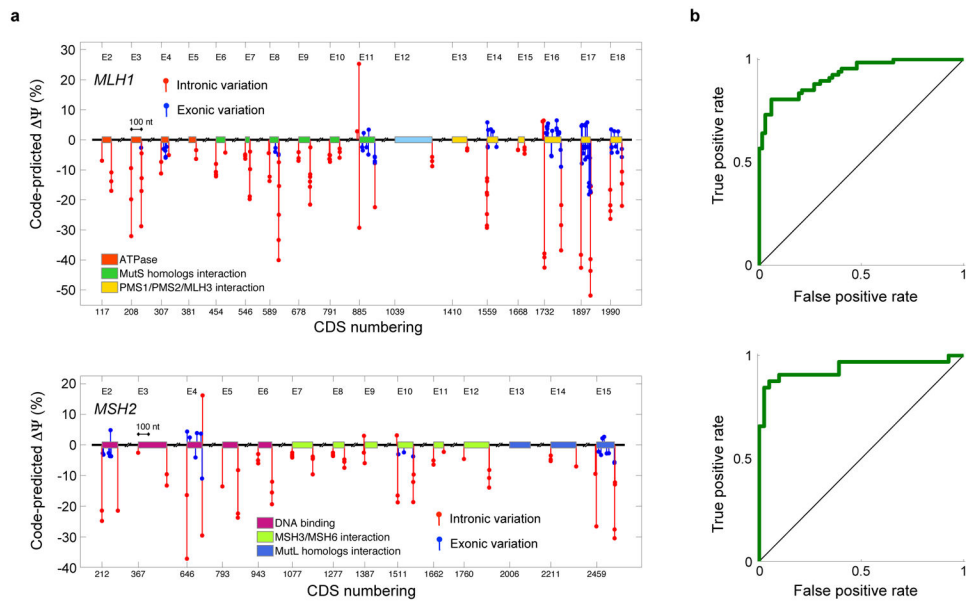 a
b
E2 E3 E4 E5 E6 E7 E8 E9 E10 E11 E12 E13 E14 E15 E16 E17 E18
MLH1
Intronic variation
Exonic variation
100 nt
30
20
10
0
-10
-20
-30
-40
-50
Code-prdicted ΔΨ (%)
ATPase
MutS homologs interaction
PMS1/PMS2/MLH3 interaction
117 208 307 381 454 546 589 678 791 885 1039 1410 1559 1668 1732 1897 1990
CDS numbering
1
0.5
0
0 0.5 1
True positive rate
False positive rate
E2 E3 E4 E5 E6 E7 E8 E9 E10 E11 E12 E13 E14 E15
MSH2
100 nt
20
10
0
-10
-20
-30
-40
Code-predicted ΔΨ (%)
DNA binding
MSH3/MSH6 interaction
MutL homologs interaction
Intronic variation
Exonic variation
212 367 646 793 943 1077 1277 1387 1511 1662 1760 2006 2211 2459
CDS numbering
1
0.5
0
0 0.5 1
True positive rate
False positive rate